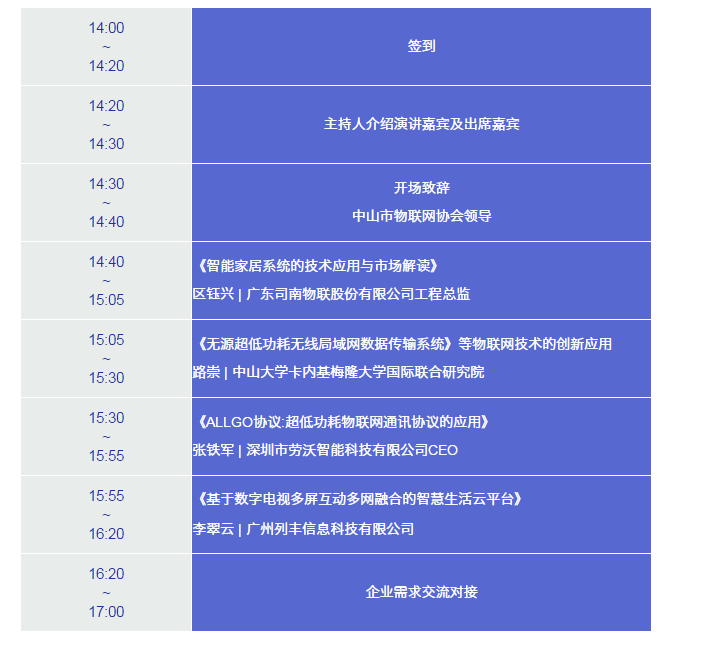 14:00
~
14:20
签到
14:20
~
14:30
主持人介绍演讲嘉宾及出席嘉宾
14:30
~
14:40
开场致辞
中山市物联网协会领导
14:40
~
15:05
《智能家居系统的技术应用与市场解读》
区钰兴 | 广东司南物联股份有限公司工程总监
15:05
~
15:30
《无源超低功耗无线局域网数据传输系统》等物联网技术的创新应用
路崇 | 中山大学卡内基梅隆大学国际联合研究院
15:30
~
15:55
《ALLGO协议:超低功耗物联网通讯协议的应用》
张铁军 | 深圳市劳沃智能科技有限公司CEO
15:55
~
16:20
《基于数字电视多屏互动多网融合的智慧生活云平台》
李翠云 | 广州列丰信息科技有限公司
16:20
~
17:00
企业需求交流对接